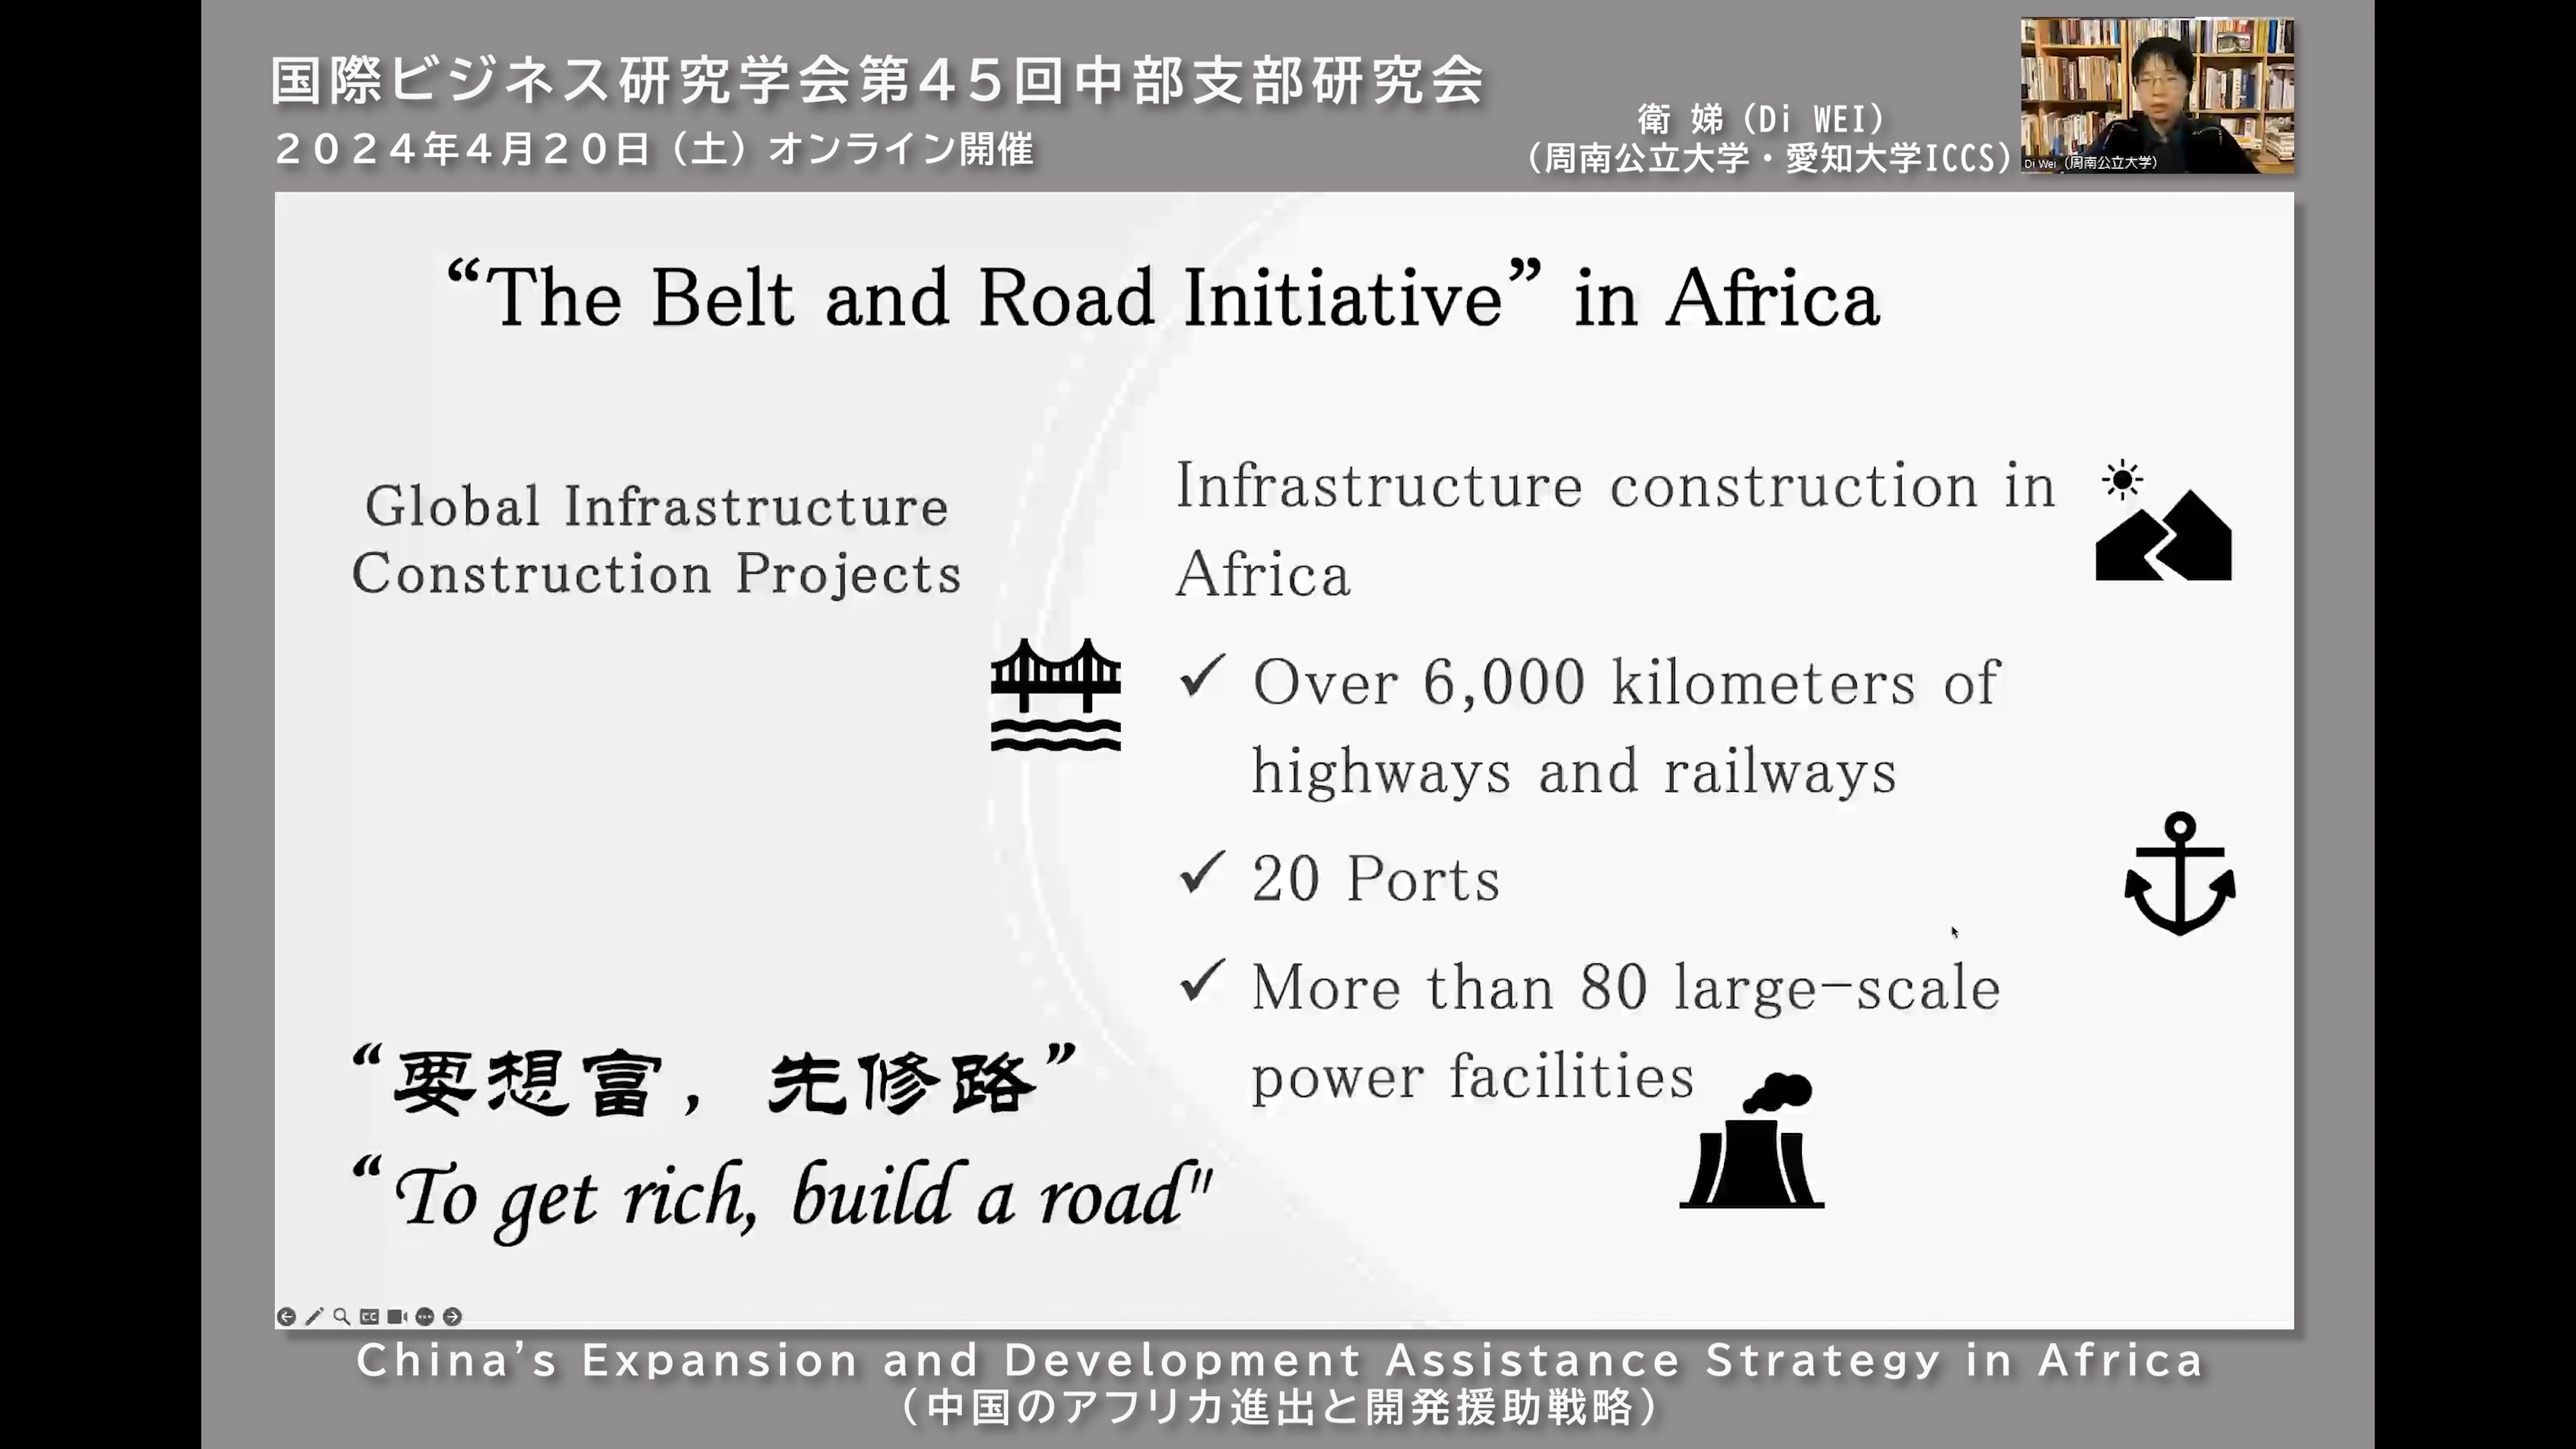 国際ビジネス研究学会第45回中部支部研究会
2024年4月20日（土）オンライン開催
衛 娣（Di WEI）
（周南公立大学・愛知大学ICCS）
Di Wei（周南公立大学）
“The Belt and Road Initiative” in Africa
Global Infrastructure
Construction Projects
Infrastructure construction in
Africa
✓ Over 6,000 kilometers of
highways and railways
✓ 20 Ports
✓ More than 80 large-scale
power facilities
“要想富，先修路”
“To get rich, build a road"
CC
China’s Expansion and Development Assistance Strategy in Africa
（中国のアフリカ進出と開発援助戦略）